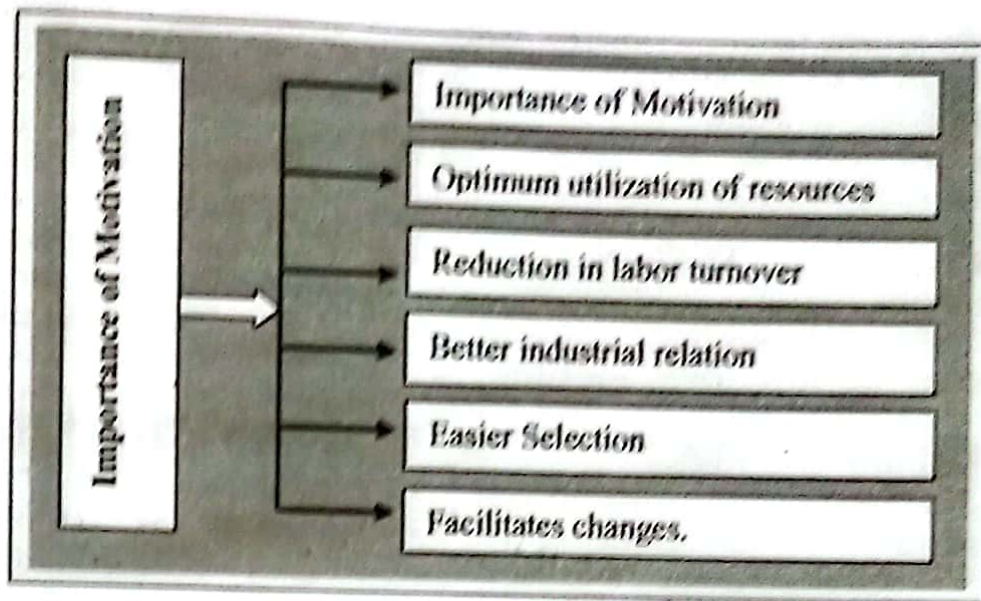 Importance of Motivation
Importance of Motivation
Optimum utilization of resources
Reduction in labor turnover
Better industrial relation
Easier Selection
Facilitates changes.